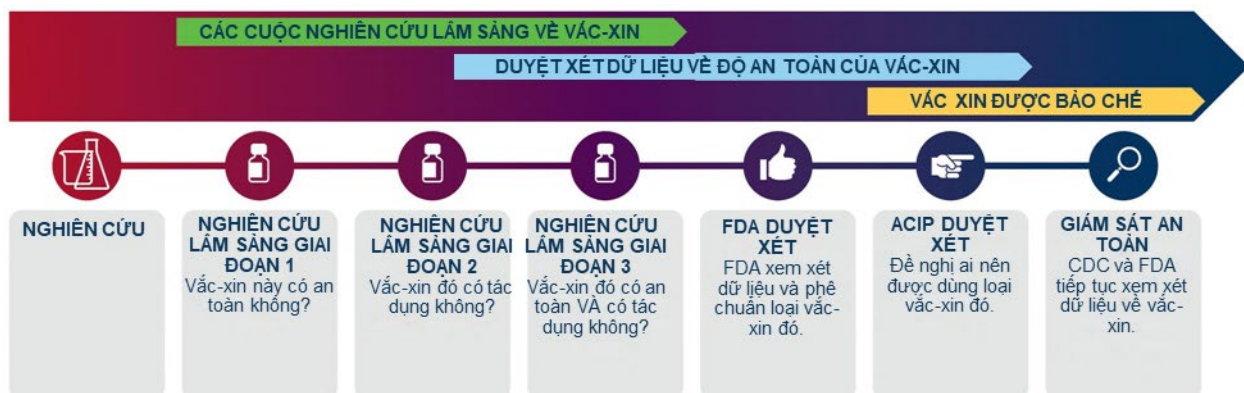 CÁC CUỘC NGHIÊN CỨU LÂM SÀNG VỀ VẮC-XIN
DUYỆT XÉT DỮ LIỆU VỀ ĐỘ AN TOÀN CỦA VẮC-XIN
VẮC XIN ĐƯỢC BÀO CHẾ
NGHIÊN CỨU
NGHIÊN CỨU
LÂM SÀNG GIAI
ĐOẠN 1
Vắc-xin này có an
toàn không?
NGHIÊN CỨU
LÂM SÀNG GIAI
ĐOẠN 2
Vắc-xin đó có tác
dụng không?
NGHIÊN CỨU
LÂM SÀNG GIAI
ĐOẠN 3
Vắc-xin đó có an
toàn VÀ có tác
dụng không?
FDA DUYỆT
XÉT
FDA xem xét
dữ liệu và phê
chuẩn loại vắc-
xin đó.
ACIP DUYỆT
XÉT
Đề nghị ai nên
được dùng loại
vắc-xin đó.
GIÁM SÁT AN
TOÀN
CDC và FDA
tiếp tục xem xét
dữ liệu về vắc-
xin.